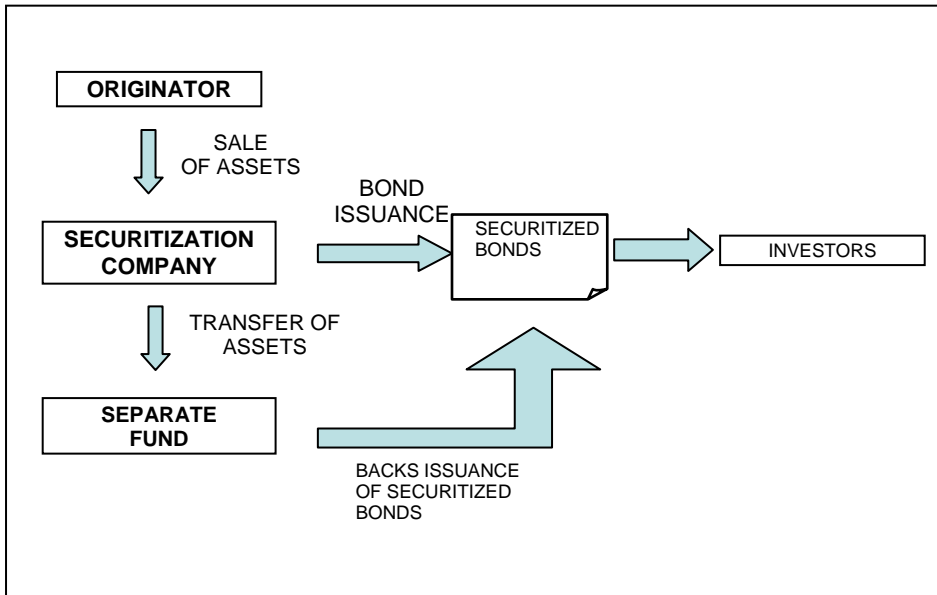 ORIGINATOR
SALE
OF ASSETS
BOND
ISSUANCE
SECURITIZATION
COMPANY
SECURITIZED
BONDS
INVESTORS
TRANSFER OF
ASSETS
SEPARATE
FUND
BACKS ISSUANCE
OF SECURITIZED
BONDS